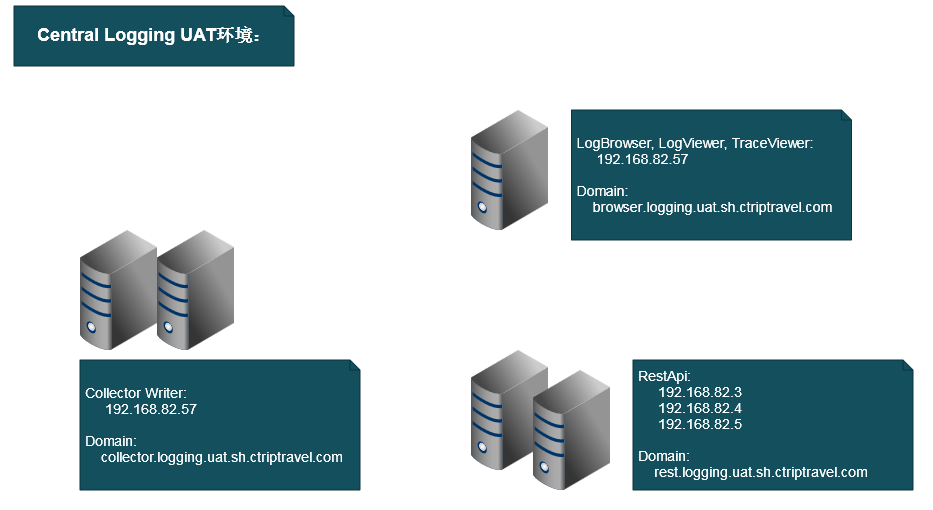 Central Logging UAT环境：
LogBrowser, LogViewer, TraceViewer:
192.168.82.57
Domain:
browser.logging.uat.sh.ctriptravel.com
Collector Writer:
192.168.82.57
Domain:
collector.logging.uat.sh.ctriptravel.com
RestApi:
192.168.82.3
192.168.82.4
192.168.82.5
Domain:
rest.logging.uat.sh.ctriptravel.com